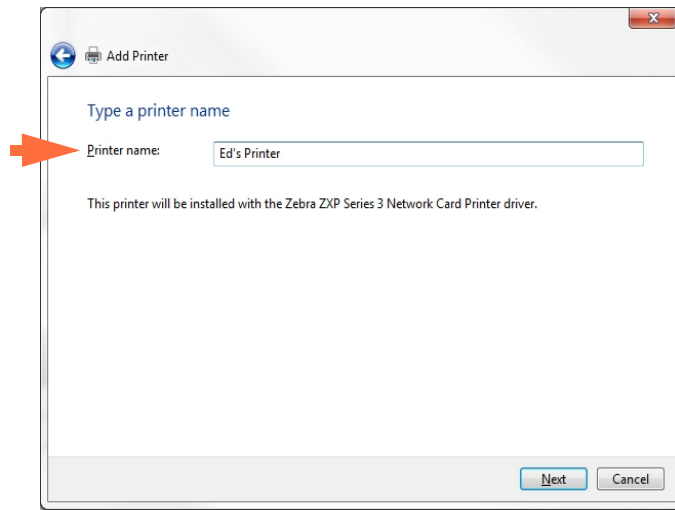 Add Printer
Type a printer name
Printer name:
Ed's Printer
This printer will be installed with the Zebra ZXP Series 3 Network Card Printer driver.
Next
Cancel